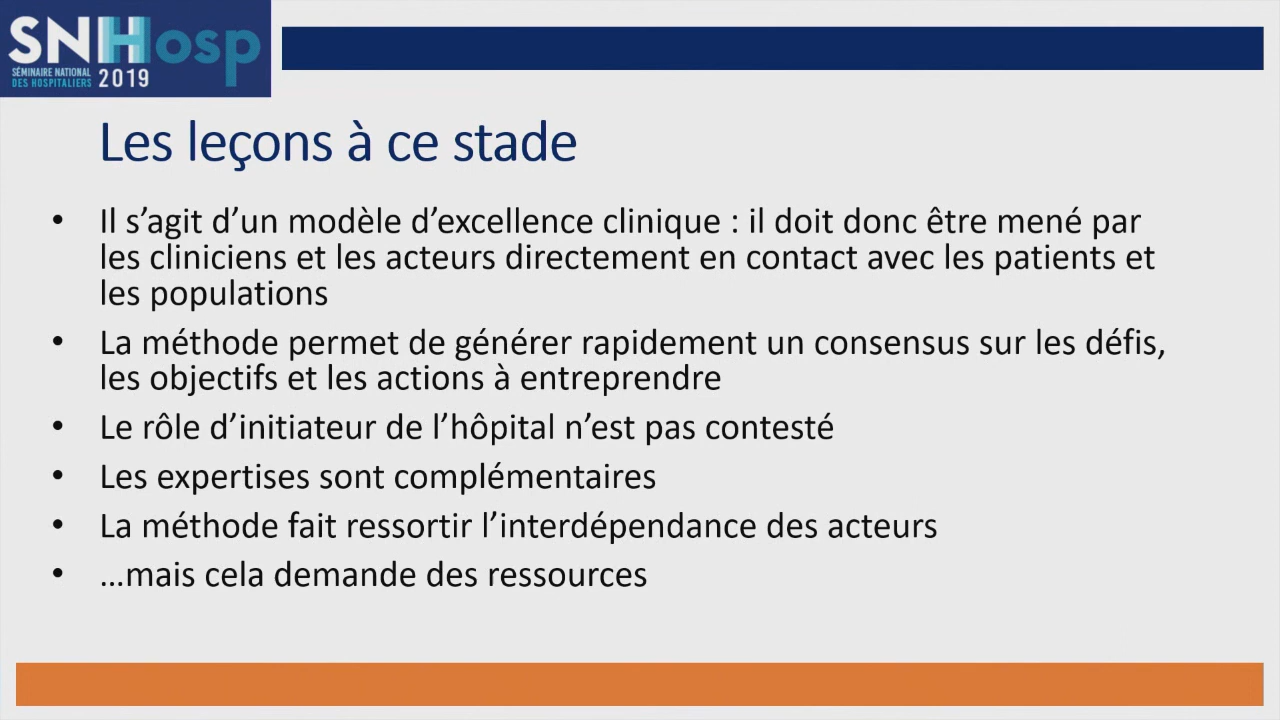 SNHosp
SÉMINAIRE NATIONAL
DES HOSPITALIERS 2019
Les leçons à ce stade
• Il s’agit d’un modèle d’excellence clinique : il doit donc être mené par
les cliniciens et les acteurs directement en contact avec les patients et
les populations
• La méthode permet de générer rapidement un consensus sur les défis,
les objectifs et les actions à entreprendre
• Le rôle d’initiateur de l’hôpital n’est pas contesté
• Les expertises sont complémentaires
• La méthode fait ressortir l’interdépendance des acteurs
• …mais cela demande des ressources